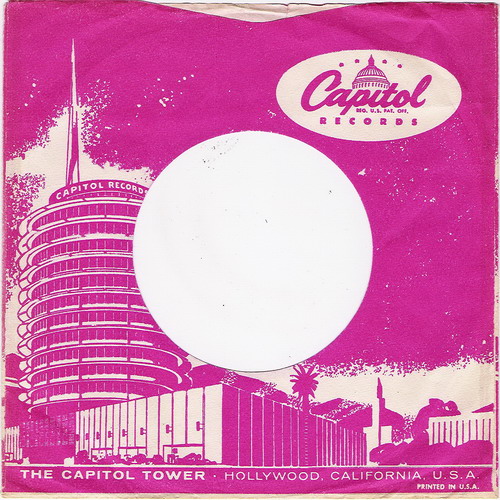 Capitol
REG. U.S. PAT. OFF.
RECORDS
CAPITOL RECORDS
THE CAPITOL TOWER · HOLLYWOOD, CALIFORNIA, U.S.A.
PRINTED IN U.S.A.